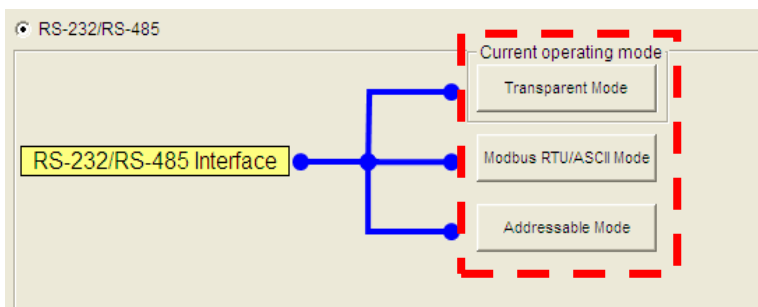 RS-232/RS-485
Current operating mode
Transparent Mode
RS-232/RS-485 Interface
Modbus RTU/ASCII Mode
Addressable Mode